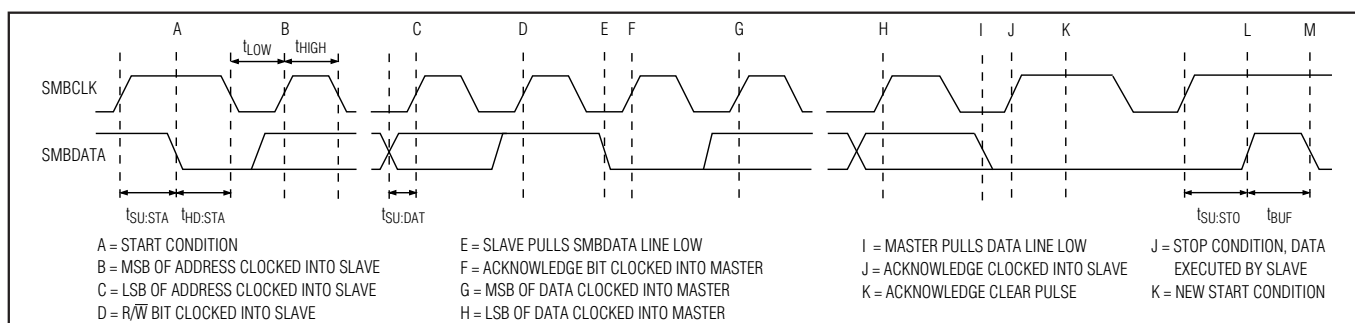 A B C D E F G H I J K L M
tLOW tHIGH
SMBCLK
SMBDATA
tSU:STA tHD:STA tSU:DAT tSU:STO tBUF
A = START CONDITION
B = MSB OF ADDRESS CLOCKED INTO SLAVE
C = LSB OF ADDRESS CLOCKED INTO SLAVE
D = R/W̅ BIT CLOCKED INTO SLAVE
E = SLAVE PULLS SMBDATA LINE LOW
F = ACKNOWLEDGE BIT CLOCKED INTO MASTER
G = MSB OF DATA CLOCKED INTO MASTER
H = LSB OF DATA CLOCKED INTO MASTER
I = MASTER PULLS DATA LINE LOW
J = ACKNOWLEDGE CLOCKED INTO SLAVE
K = ACKNOWLEDGE CLEAR PULSE
J = STOP CONDITION, DATA
EXECUTED BY SLAVE
K = NEW START CONDITION